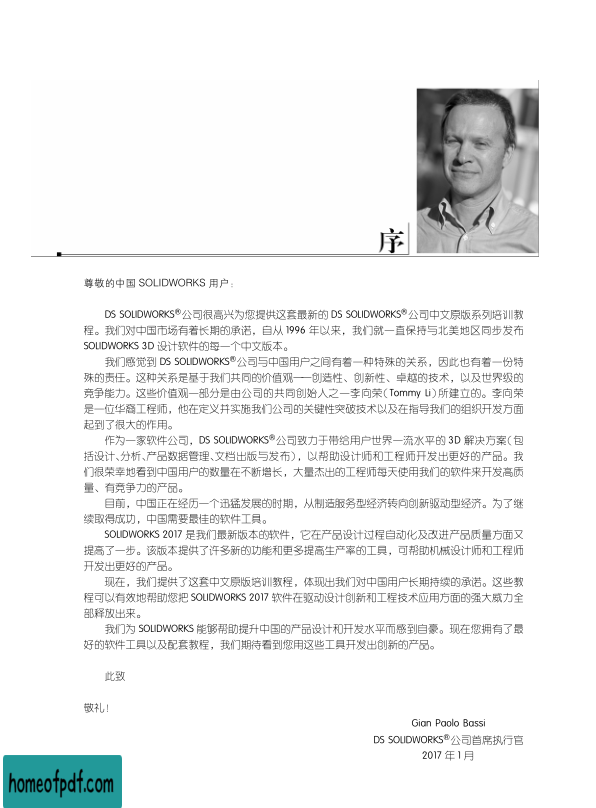 序
尊敬的中国 SOLIDWORKS 用户：
DS SOLIDWORKS®公司很高兴为您提供这套最新的 DS SOLIDWORKS®公司中文原版系列培训教
程。我们对中国市场有着长期的承诺，自从 1996 年以来，我们就一直保持与北美地区同步发布
SOLIDWORKS 3D 设计软件的每一个中文版本。
我们感觉到 DS SOLIDWORKS®公司与中国用户之间有着一种特殊的关系，因此也有着一份特
殊的责任。这种关系是基于我们共同的价值观——创造性、创新性、卓越的技术，以及世界级的
竞争能力。这些价值观一部分是由公司的共同创始人之一李向荣（Tommy Li）所建立的。李向荣
是一位华裔工程师，他在定义并实施我们公司的关键性突破技术以及在指导我们的组织开发方面
起到了很大的作用。
作为一家软件公司，DS SOLIDWORKS®公司致力于带给用户世界一流水平的 3D 解决方案（包
括设计、分析、产品数据管理、文档出版与发布），以帮助设计师和工程师开发出更好的产品。我
们很荣幸地看到中国用户的数量在不断增长，大量杰出的工程师每天使用我们的软件来开发高质
量、有竞争力的产品。
目前，中国正在经历一个迅猛发展的时期，从制造服务型经济转向创新驱动型经济。为了继
续取得成功，中国需要最佳的软件工具。
SOLIDWORKS 2017 是我们最新版本的软件，它在产品设计过程自动化及改进产品质量方面又
提高了一步。该版本提供了许多新的功能和更多提高生产率的工具，可帮助机械设计师和工程师
开发出更好的产品。
现在，我们提供了这套中文原版培训教程，体现出我们对中国用户长期持续的承诺。这些教
程可以有效地帮助您把 SOLIDWORKS 2017 软件在驱动设计创新和工程技术应用方面的强大威力全
部释放出来。
我们为 SOLIDWORKS 能够帮助提升中国的产品设计和开发水平而感到自豪。现在您拥有了最
好的软件工具以及配套教程，我们期待看到您用这些工具开发出创新的产品。
此致
敬礼！
Gian Paolo Bassi
DS SOLIDWORKS®公司首席执行官
2017 年 1 月
homeofpdf.com